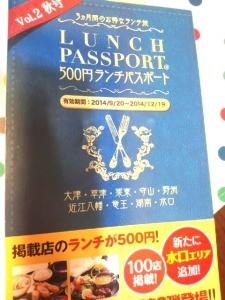 Vol.2 秋号
3ヵ月間のお得なランチ旅
LUNCH
PASSPORT®
500円ランチパスポート
有効期間:2014/9/20~2014/12/19
大津・草津・栗東・守山・野洲
近江八幡・竜王・湖南・水口
掲載店のランチが500円!
100店
掲載!
新たに
水口エリア
追加!